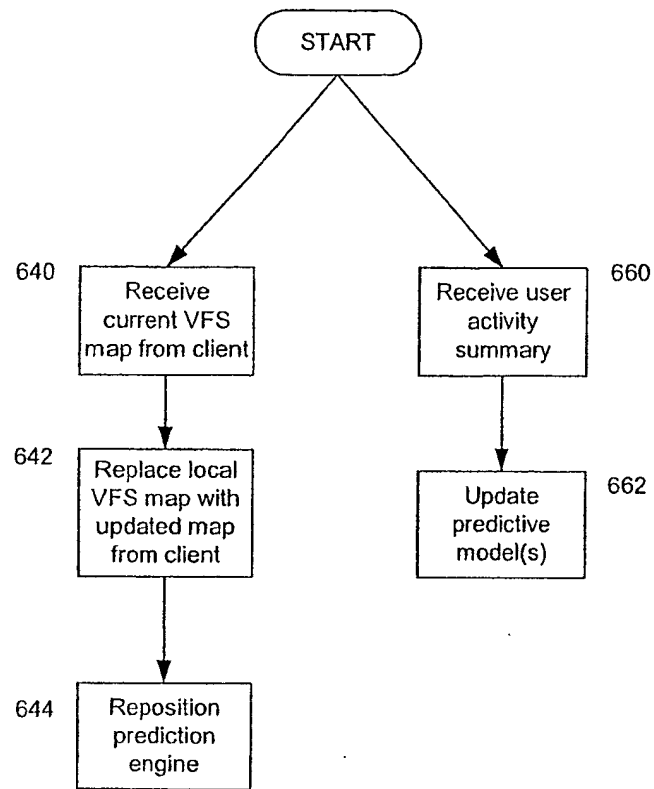 START
640
Receive
current VFS
map from client
660
Receive user
activity
summary
642
Replace local
VFS map with
updated map
from client
662
Update
predictive
model(s)
644
Reposition
prediction
engine